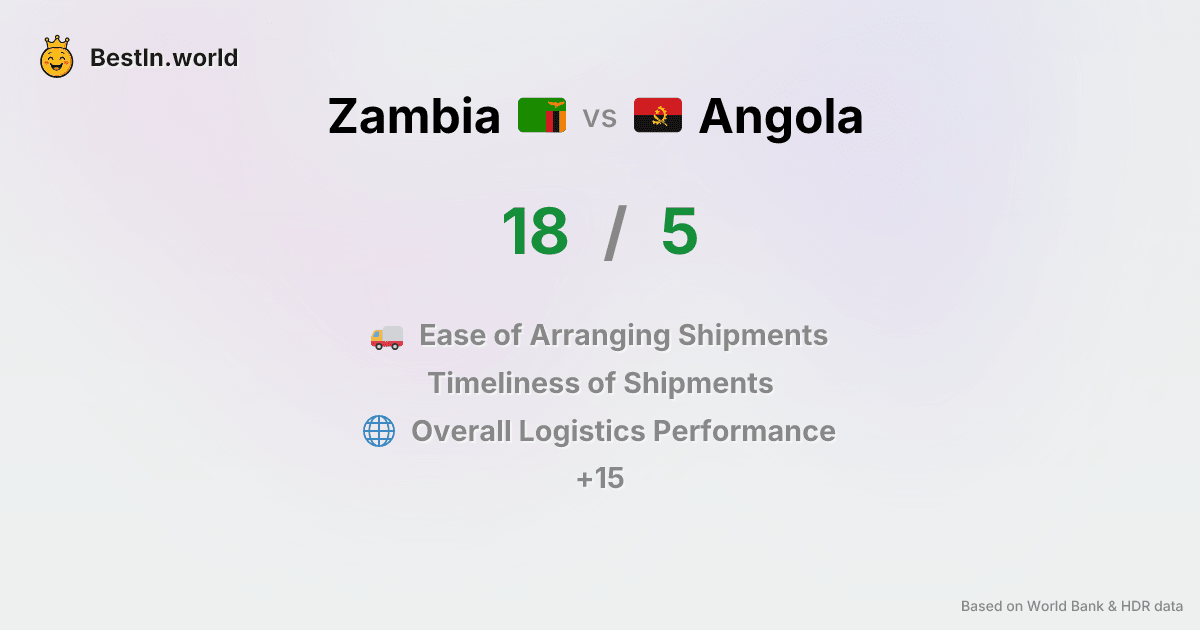 BestIn.world
Zambia vs Angola
18 / 5
Ease of Arranging Shipments
Timeliness of Shipments
Overall Logistics Performance
+15
Based on World Bank & HDR data